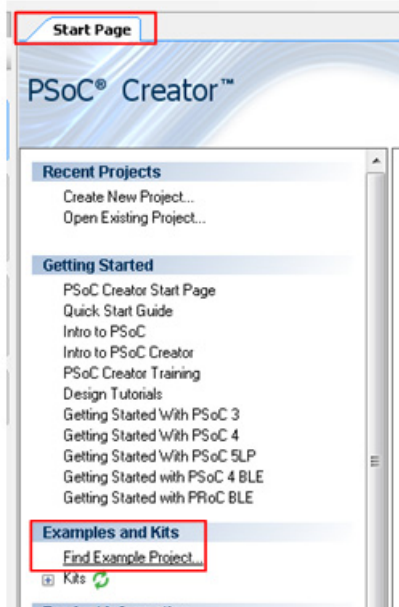 Start Page
PSoC® Creator™
Recent Projects
Create New Project...
Open Existing Project...
Getting Started
PSoC Creator Start Page
Quick Start Guide
Intro to PSoC
Intro to PSoC Creator
PSoC Creator Training
Design Tutorials
Getting Started With PSoC 3
Getting Started With PSoC 4
Getting Started With PSoC 5LP
Getting Started with PSoC 4 BLE
Getting Started with PRoC BLE
Examples and Kits
Find Example Project...
Kits